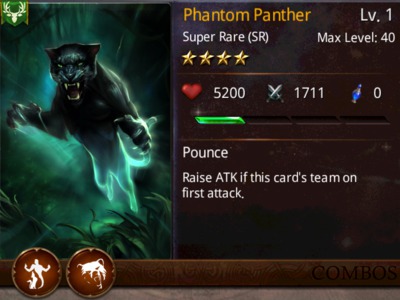 Phantom Panther Lv. 1
Super Rare (SR) Max Level: 40
5200 1711 0
Pounce
Raise ATK if this card's team on
first attack.
COMBOS